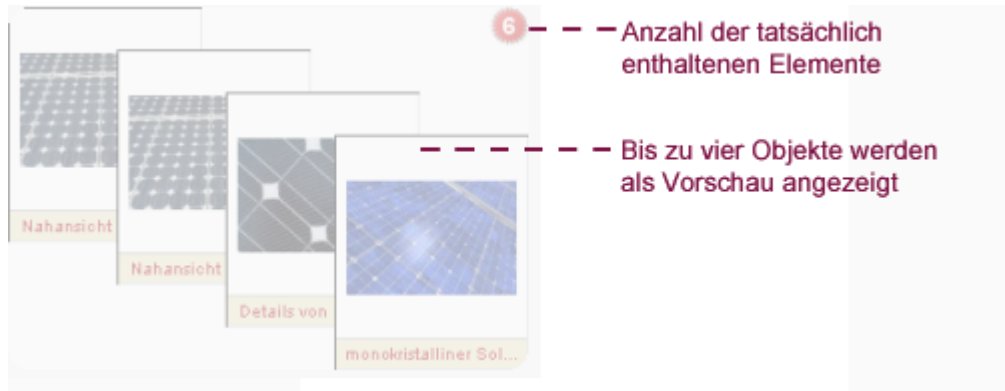 6
Anzahl der tatsächlich
enthaltenen Elemente
Bis zu vier Objekte werden
als Vorschau angezeigt
Nahansicht
Nahansicht
Details von
monokristalliner Sol...